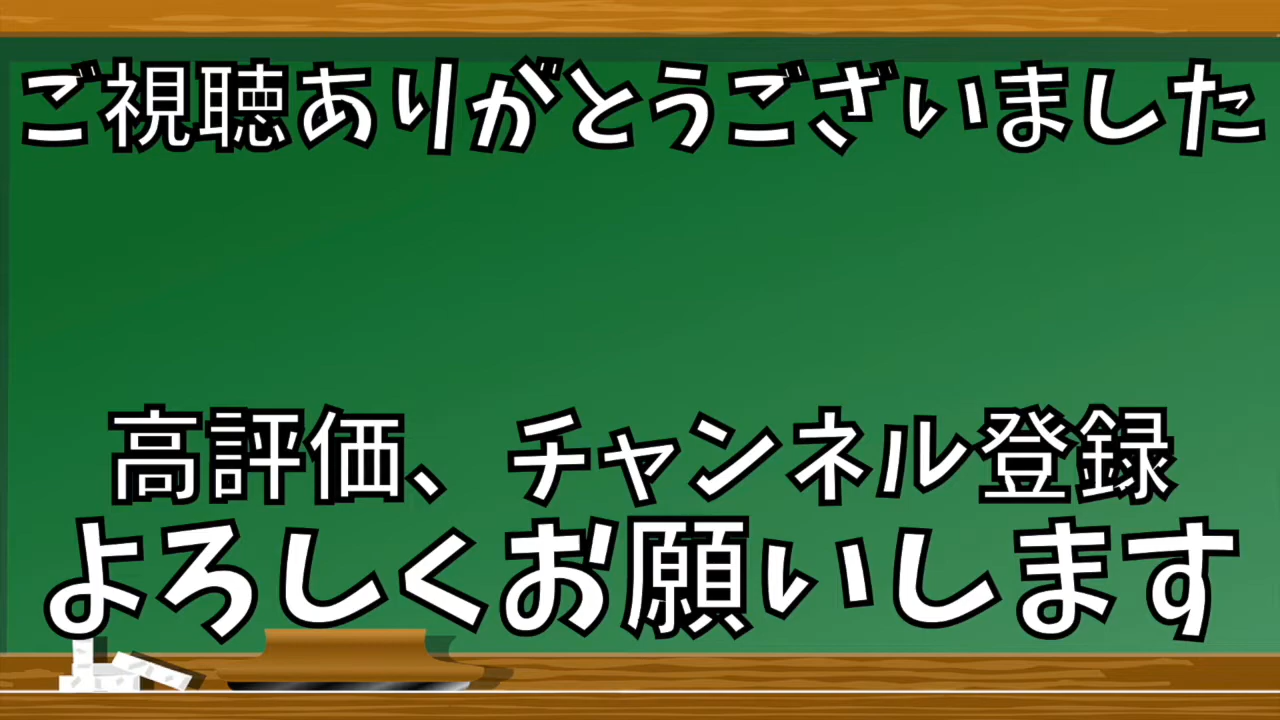 ご視聴ありがとうございました
高評価、チャンネル登録
よろしくお願いします